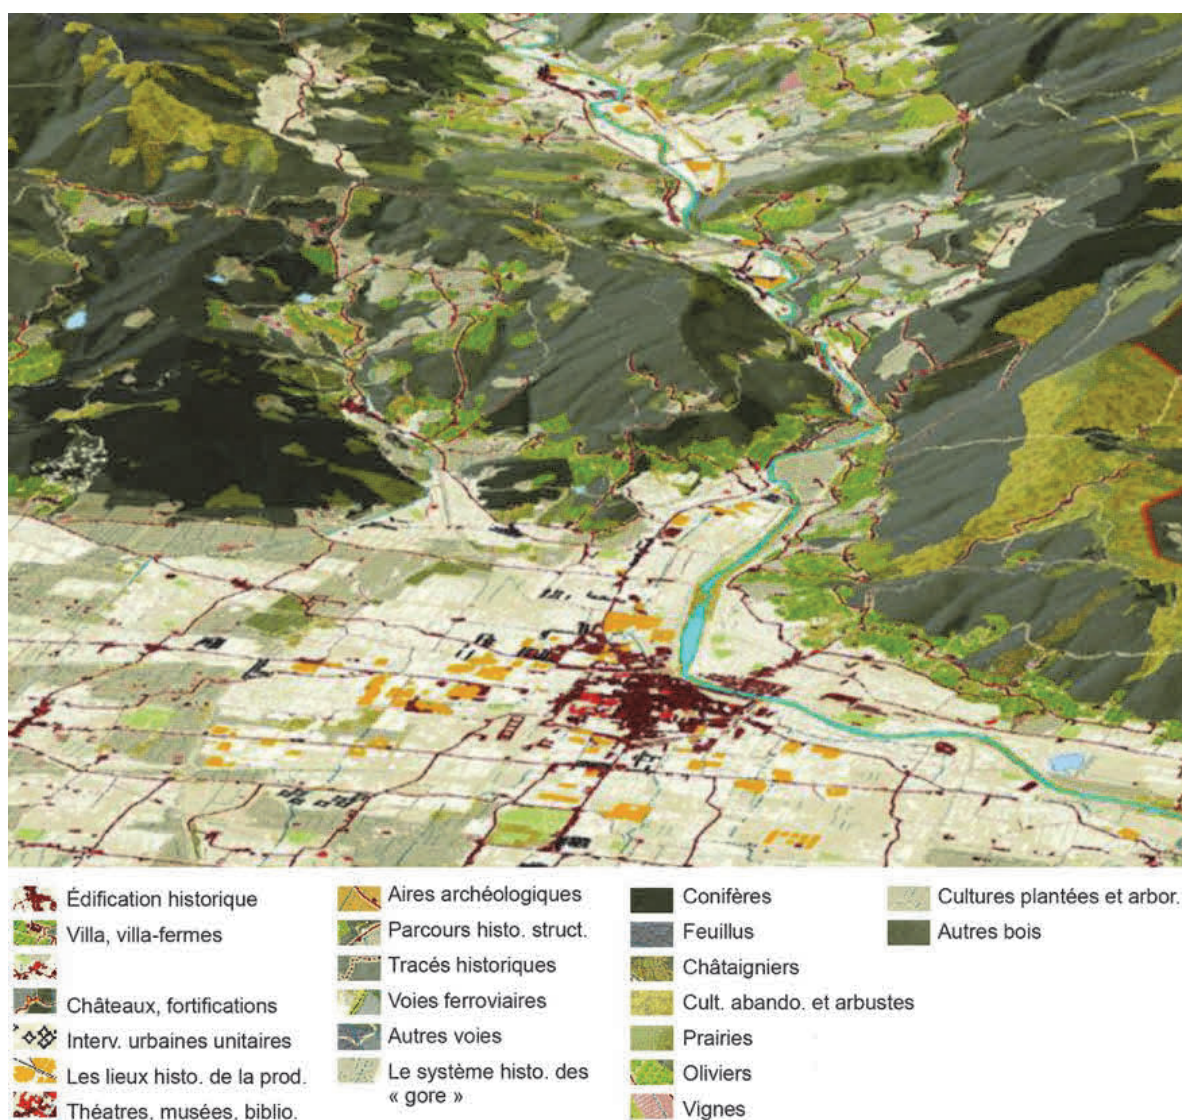 Édification historique
Villa, villa-fermes
Châteaux, fortifications
Interv. urbaines unitaires
Les lieux histo. de la prod.
Théatres, musées, biblio.
Aires archéologiques
Parcours histo. struct.
Tracés historiques
Voies ferroviaires
Autres voies
Le système histo. des
« gore »
Conifères
Feuillus
Châtaigniers
Cult. abando. et arbustes
Prairies
Oliviers
Vignes
Cultures plantées et arbor.
Autres bois